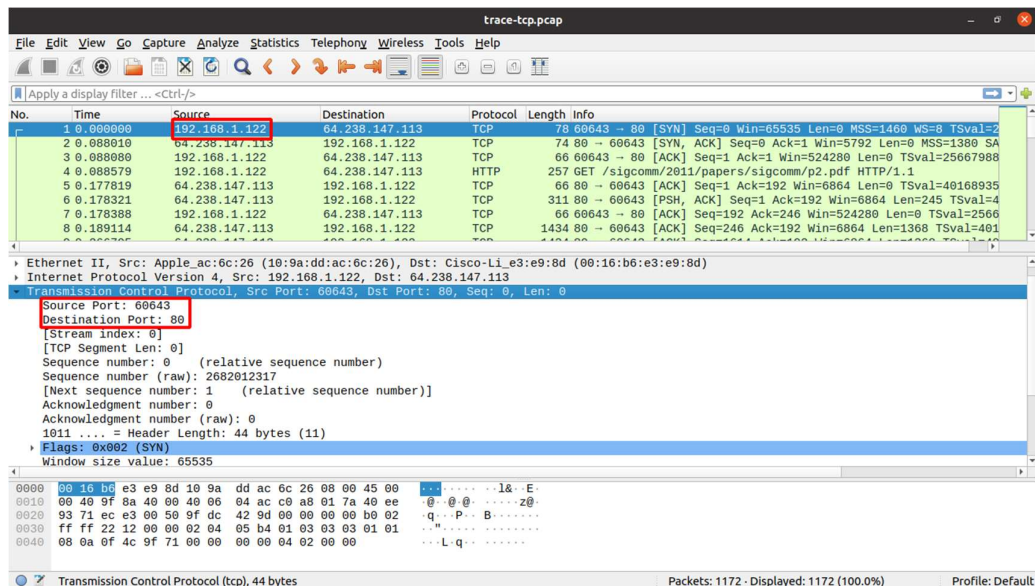 trace-tcp.pcap
File Edit View Go Capture Analyze Statistics Telephony Wireless Tools Help
Apply a display filter … <Ctrl-/>
No. Time Source Destination Protocol Length Info
1 0.000000 192.168.1.122 64.238.147.113 TCP 78 60643 → 80 [SYN] Seq=0 Win=65535 Len=0 MSS=1460 WS=8 TSval=2
2 0.088010 64.238.147.113 192.168.1.122 TCP 74 80 → 60643 [SYN, ACK] Seq=0 Ack=1 Win=5792 Len=0 MSS=1380 SA
3 0.088080 192.168.1.122 64.238.147.113 TCP 66 60643 → 80 [ACK] Seq=1 Ack=1 Win=524280 Len=0 TSval=25667988
4 0.088579 192.168.1.122 64.238.147.113 HTTP 257 GET /sigcomm/2011/papers/sigcomm/p2.pdf HTTP/1.1
5 0.177819 64.238.147.113 192.168.1.122 TCP 66 80 → 60643 [ACK] Seq=1 Ack=192 Win=6864 Len=0 TSval=40168935
6 0.178321 64.238.147.113 192.168.1.122 TCP 311 80 → 60643 [PSH, ACK] Seq=1 Ack=192 Win=6864 Len=245 TSval=4
7 0.178388 192.168.1.122 64.238.147.113 TCP 66 60643 → 80 [ACK] Seq=192 Ack=246 Win=524280 Len=0 TSval=2566
8 0.189114 64.238.147.113 192.168.1.122 TCP 1434 80 → 60643 [ACK] Seq=246 Ack=192 Win=6864 Len=1368 TSval=401
Ethernet II, Src: Apple_ac:6c:26 (10:9a:dd:ac:6c:26), Dst: Cisco-Li_e3:e9:8d (00:16:b6:e3:e9:8d)
Internet Protocol Version 4, Src: 192.168.1.122, Dst: 64.238.147.113
Transmission Control Protocol, Src Port: 60643, Dst Port: 80, Seq: 0, Len: 0
Source Port: 60643
Destination Port: 80
[Stream index: 0]
[TCP Segment Len: 0]
Sequence number: 0 (relative sequence number)
Sequence number (raw): 2682012317
[Next sequence number: 1 (relative sequence number)]
Acknowledgment number: 0
Acknowledgment number (raw): 0
1011 .... = Header Length: 44 bytes (11)
Flags: 0x002 (SYN)
Window size value: 65535
0000 00 16 b6 e3 e9 8d 10 9a dd ac 6c 26 08 00 45 00 ········ ··l&··E·
0010 00 40 9f 8a 40 00 40 06 04 ac c0 a8 01 7a 40 ee ·@··@·@· ·····z@·
0020 93 71 ec e3 00 50 9f dc 42 9d 00 00 00 00 b0 02 ·q···P·· B·······
0030 ff ff 22 12 00 00 02 04 05 b4 01 03 03 03 01 01 ··"····· ········
0040 08 0a 0f 4c 9f 71 00 00 00 00 04 02 00 00 ···L·q·· ······
Transmission Control Protocol (tcp), 44 bytes Packets: 1172 · Displayed: 1172 (100.0%) Profile: Default